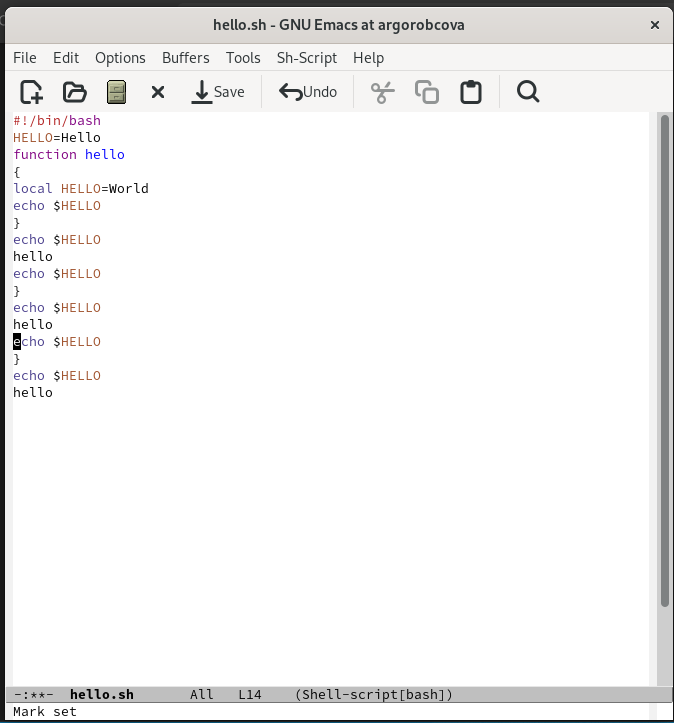 hello.sh - GNU Emacs at argorobcova
File Edit Options Buffers Tools Sh-Script Help
Save Undo
#!/bin/bash
HELLO=Hello
function hello
{
local HELLO=World
echo $HELLO
}
echo $HELLO
hello
echo $HELLO
}
echo $HELLO
hello
echo $HELLO
}
echo $HELLO
hello
-:**- hello.sh All L14 (Shell-script[bash])
Mark set